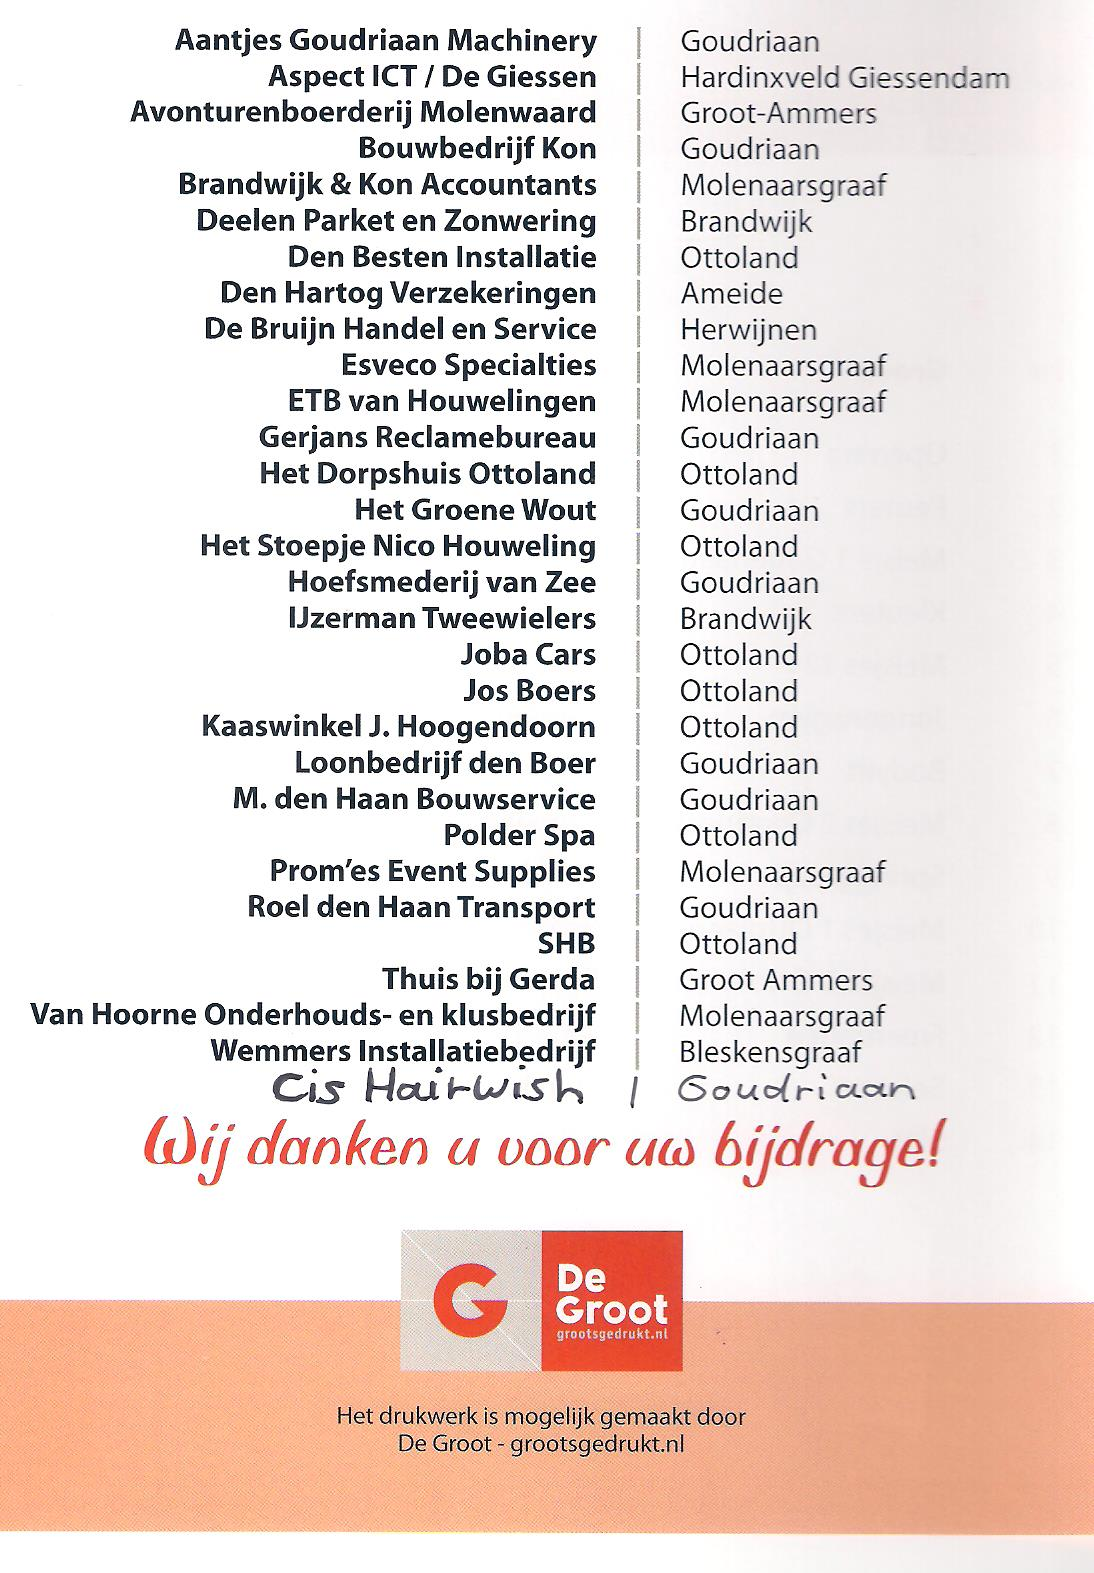 Aantjes Goudriaan Machinery | Goudriaan
Aspect ICT / De Giessen | Hardinxveld Giessendam
Avonturenboerderij Molenwaard | Groot-Ammers
Bouwbedrijf Kon | Goudriaan
Brandwijk & Kon Accountants | Molenaarsgraaf
Deelen Parket en Zonwering | Brandwijk
Den Besten Installatie | Ottoland
Den Hartog Verzekeringen | Ameide
De Bruijn Handel en Service | Herwijnen
Esveco Specialties | Molenaarsgraaf
ETB van Houwelingen | Molenaarsgraaf
Gerjans Reclamebureau | Goudriaan
Het Dorpshuis Ottoland | Ottoland
Het Groene Wout | Goudriaan
Het Stoepje Nico Houweling | Ottoland
Hoefsmederij van Zee | Goudriaan
IJzerman Tweewielers | Brandwijk
Joba Cars | Ottoland
Jos Boers | Ottoland
Kaaswinkel J. Hoogendoorn | Ottoland
Loonbedrijf den Boer | Goudriaan
M. den Haan Bouwservice | Goudriaan
Polder Spa | Ottoland
Prom’es Event Supplies | Molenaarsgraaf
Roel den Haan Transport | Goudriaan
SHB | Ottoland
Thuis bij Gerda | Groot Ammers
Van Hoorne Onderhouds- en klusbedrijf | Molenaarsgraaf
Wemmers Installatiebedrijf | Bleskensgraaf
Cis Hairwish | Goudriaan
Wij danken u voor uw bijdrage!
G
De
Groot
grootsgedrukt.nl
Het drukwerk is mogelijk gemaakt door
De Groot - grootsgedrukt.nl